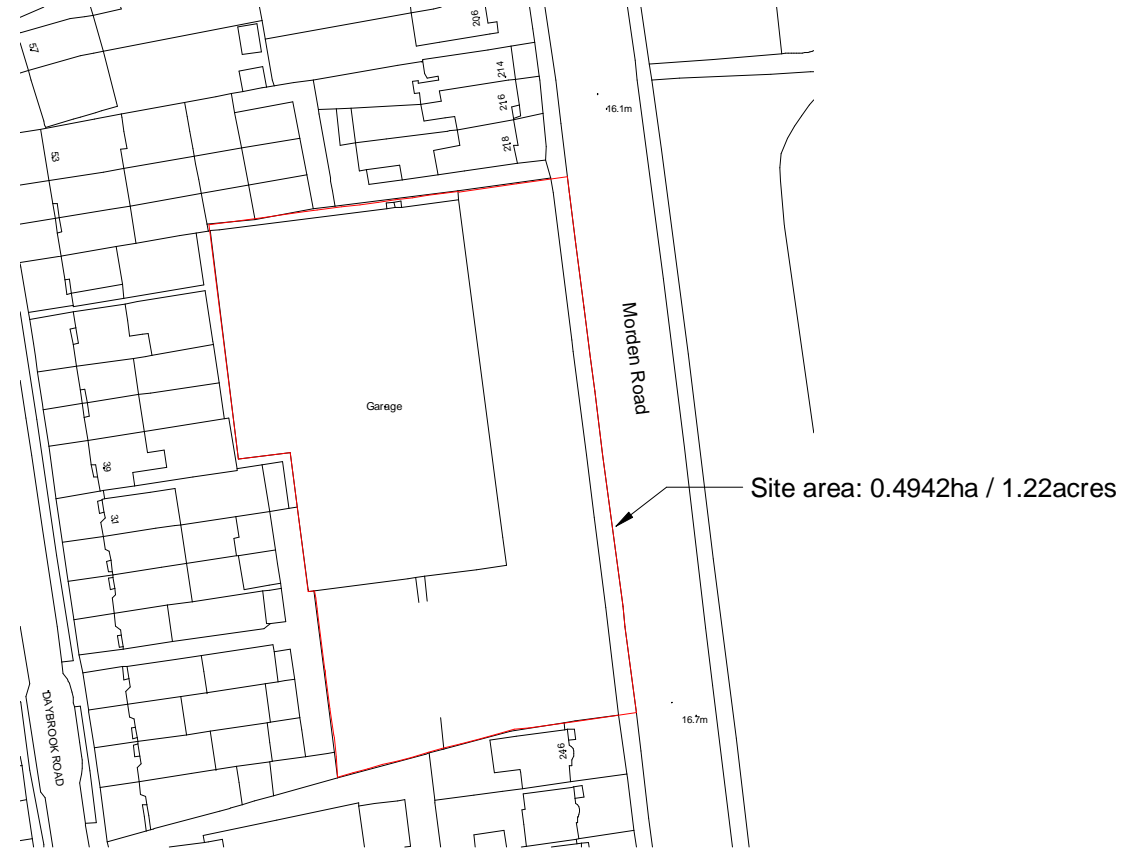 206
57
214
216
16.1m
218
53
Morden Road
Garage
39
Site area: 0.4942ha / 1.22acres
31
DAYBROOK ROAD
16.7m
246